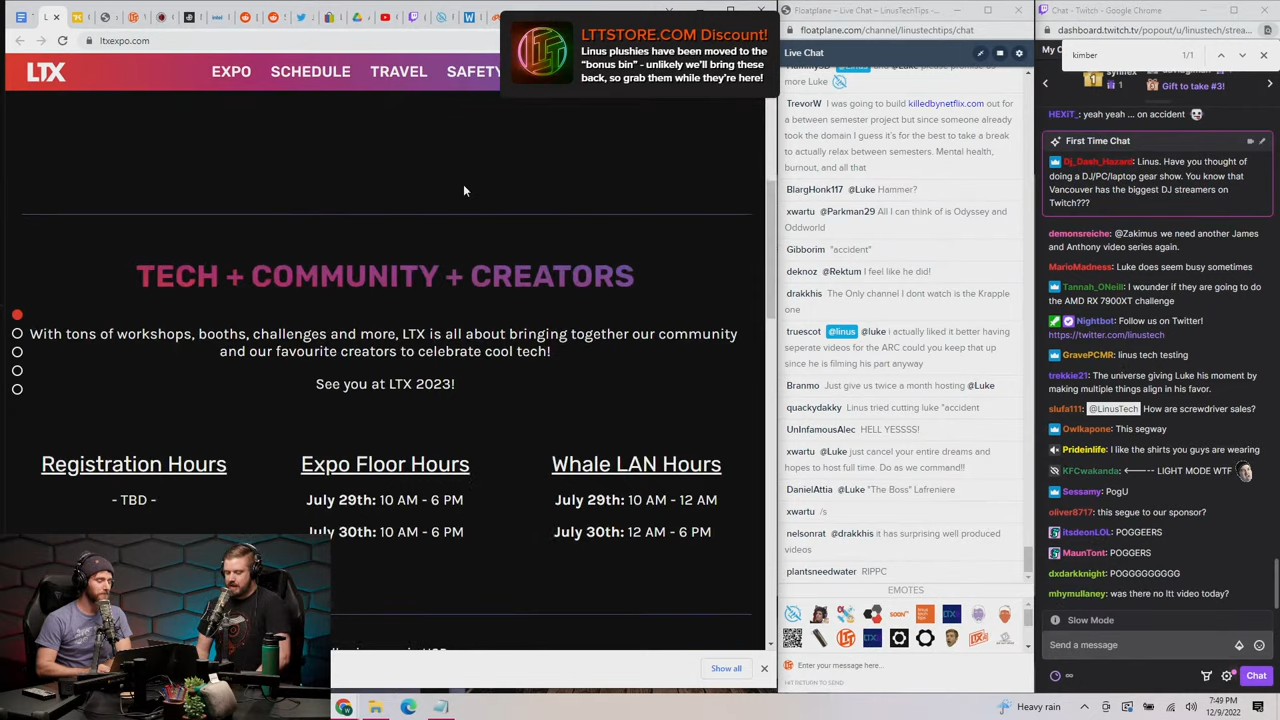 ltxexpo.com
LTTSTORE.COM Discount!
Linus plushies have been moved to the
“bonus bin” - unlikely we’ll bring these
back, so grab them while they’re here!
LTX
EXPO
SCHEDULE
TRAVEL
SAFETY
TECH + COMMUNITY + CREATORS
With tons of workshops, booths, challenges and more, LTX is all about bringing together our community
and our favourite creators to celebrate cool tech!
See you at LTX 2023!
Registration Hours
- TBD -
Expo Floor Hours
July 29th: 10 AM - 6 PM
July 30th: 10 AM - 6 PM
Whale LAN Hours
July 29th: 10 AM - 12 AM
July 30th: 12 AM - 6 PM
Show all
Floatplane – Live Chat – LinusTechTips -
floatplane.com/channel/linustechtips/chat
Live Chat
more Luke
TrevorW I was going to build killedbynetflix.com out for
a between semester project but since someone already
took the domain I guess it's for the best to take a break
to actually relax between semesters. Mental health,
burnout, and all that
BlargHonk117 @Luke Hammer?
xwartu @Parkman29 All I can think of is Odyssey and
Oddworld
Gibborim "accident"
deknoz @Rektum I feel like he did!
drakkhis The Only channel I dont watch is the Krapple
one
truescot @linus @luke i actually liked it better having
seperate videos for the ARC could you keep that up
since he is filming his part anyway
Branmo Just give us twice a month hosting @Luke
quackydakky Linus tried cutting luke "accident
UnInfamousAlec HELL YESSSS!
xwartu @Luke just cancel your entire dreams and
hopes to host full time. Do as we command!!
DanielAttia @Luke "The Boss" Lafreniere
xwartu /s
nelsonrat @drakkhis it has surprising well produced
videos
plantsneedwater RIPPC
EMOTES
SOON
Enter your message here...
HIT RETURN TO SEND
Chat - Twitch - Google Chrome
dashboard.twitch.tv/popout/u/linustech/strea...
My C
kimber
1/1
synnex
1
Gift to take #3!
HEXiT_: yeah yeah ... on accident
First Time Chat
Dj_Dash_Hazard: Linus. Have you thought of
doing a DJ/PC/laptop gear show. You know that
Vancouver has the biggest DJ streamers on
Twitch???
demonsreiche: @Zakimus we need another James
and Anthony video series again.
MarioMadness: Luke does seem busy sometimes
Tannah_ONeill: I wonder if they are going to do
the AMD RX 7900XT challenge
Nightbot: Follow us on Twitter!
https://twitter.com/linustech
GravePCMR: linus tech testing
trekkie21: The universe giving Luke his moment by
making multiple things align in his favor.
slufa111: @LinusTech How are screwdriver sales?
Owlkapone: This segway
Prideinlife: I like the shirts you guys are wearing
KFCwakanda: <----- LIGHT MODE WTF
Sessamy: PogU
oliver8717: this segue to our sponsor?
itsdeonLOL: POGGEERS
MaunTont: POGGERS
dxdarkknight: POGGGGGGGG
mhymullaney: was there no ltt video today?
Slow Mode
Send a message
Chat
Heavy rain
7:49 PM
12/9/2022